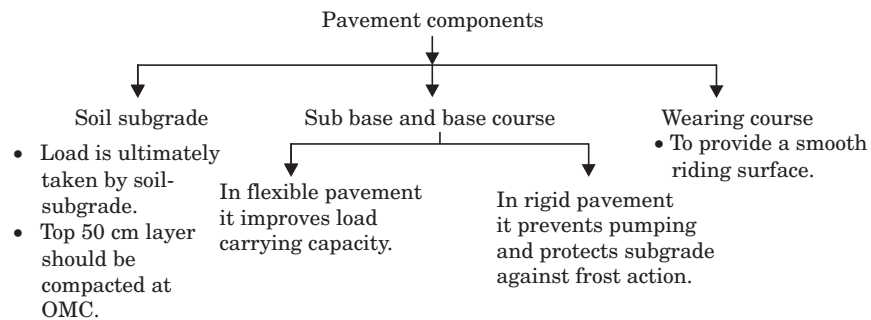 Pavement components
Soil subgrade
• Load is ultimately
taken by soil-
subgrade.
• Top 50 cm layer
should be
compacted at
OMC.
Sub base and base course
In flexible pavement
it improves load
carrying capacity.
In rigid pavement
it prevents pumping
and protects subgrade
against frost action.
Wearing course
• To provide a smooth
riding surface.